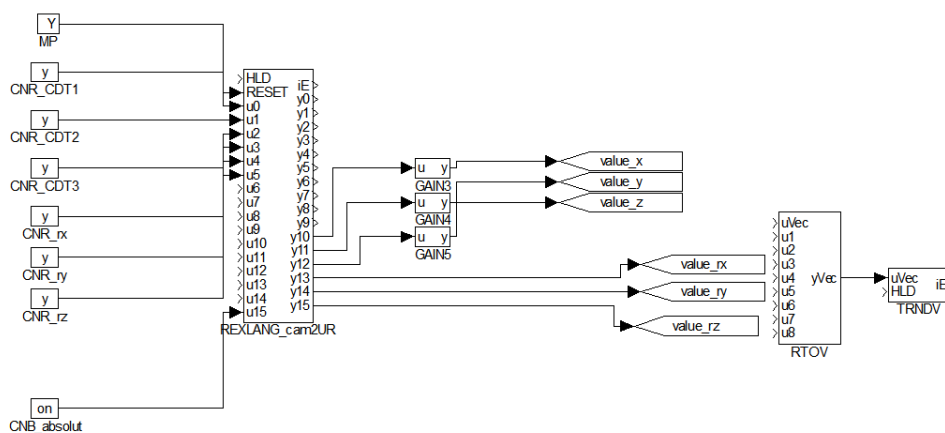 Y
MP
y
CNR_CDT1
y
CNR_CDT2
y
CNR_CDT3
y
CNR_rx
y
CNR_ry
y
CNR_rz
on
CNB_absolut
HLD
RESET
u0
u1
u2
u3
u4
u5
u6
u7
u8
u9
u10
u11
u12
u13
u14
u15
iE
y0
y1
y2
y3
y4
y5
y6
y7
y8
y9
y10
y11
y12
y13
y14
y15
REXLANG_cam2UR
u y
GAIN3
u y
GAIN4
u y
GAIN5
value_x
value_y
value_z
value_rx
value_ry
value_rz
uVec
u1
u2
u3
u4
u5
u6
u7
u8
yVec
RTOV
uVec
HLD
iE
TRNDV